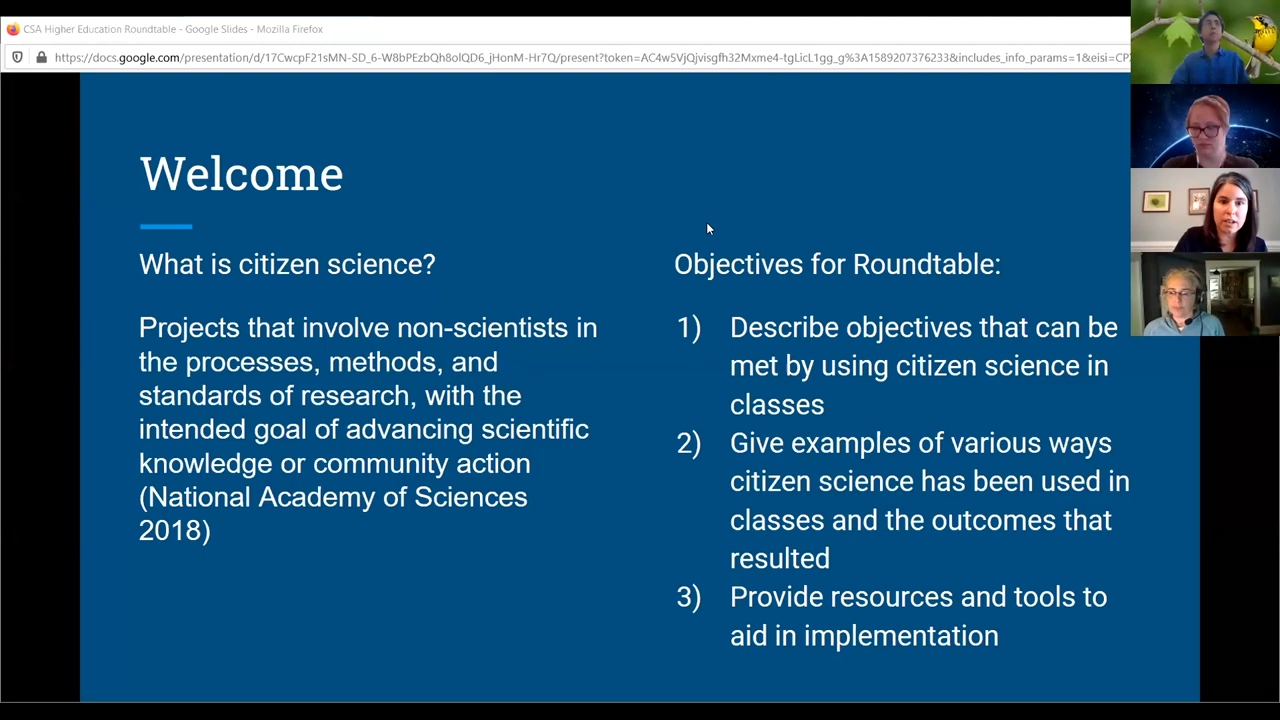 CSA Higher Education Roundtable - Google Slides - Mozilla Firefox
https://docs.google.com/presentation/d/17CwcpF21sMN-SD_6-W8bPEzbQh8olQD6_jHonM-Hr7Q/present?token=AC4w5VjQjvisgfh32Mxme4-tgLicL1gg_g%3A1589207376233&includes_info_params=1&eisi=CP
Welcome
What is citizen science?
Projects that involve non-scientists in
the processes, methods, and
standards of research, with the
intended goal of advancing scientific
knowledge or community action
(National Academy of Sciences
2018)
Objectives for Roundtable:
1) Describe objectives that can be
met by using citizen science in
classes
2) Give examples of various ways
citizen science has been used in
classes and the outcomes that
resulted
3) Provide resources and tools to
aid in implementation